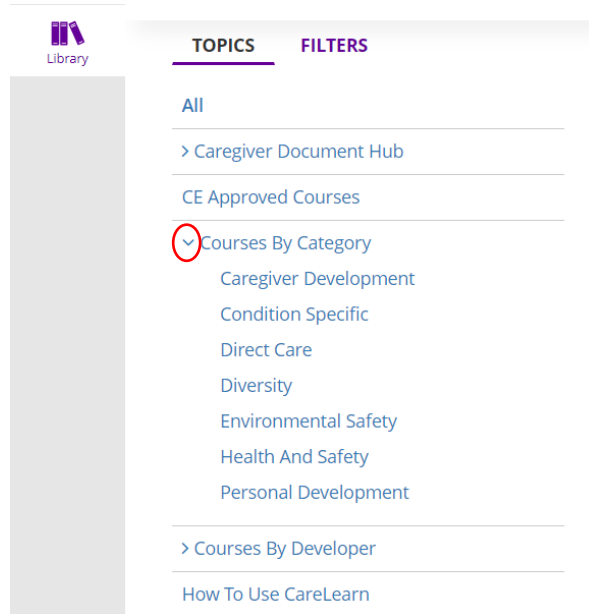 Library
TOPICS FILTERS
All
> Caregiver Document Hub
CE Approved Courses
Courses By Category
Caregiver Development
Condition Specific
Direct Care
Diversity
Environmental Safety
Health And Safety
Personal Development
> Courses By Developer
How To Use CareLearn